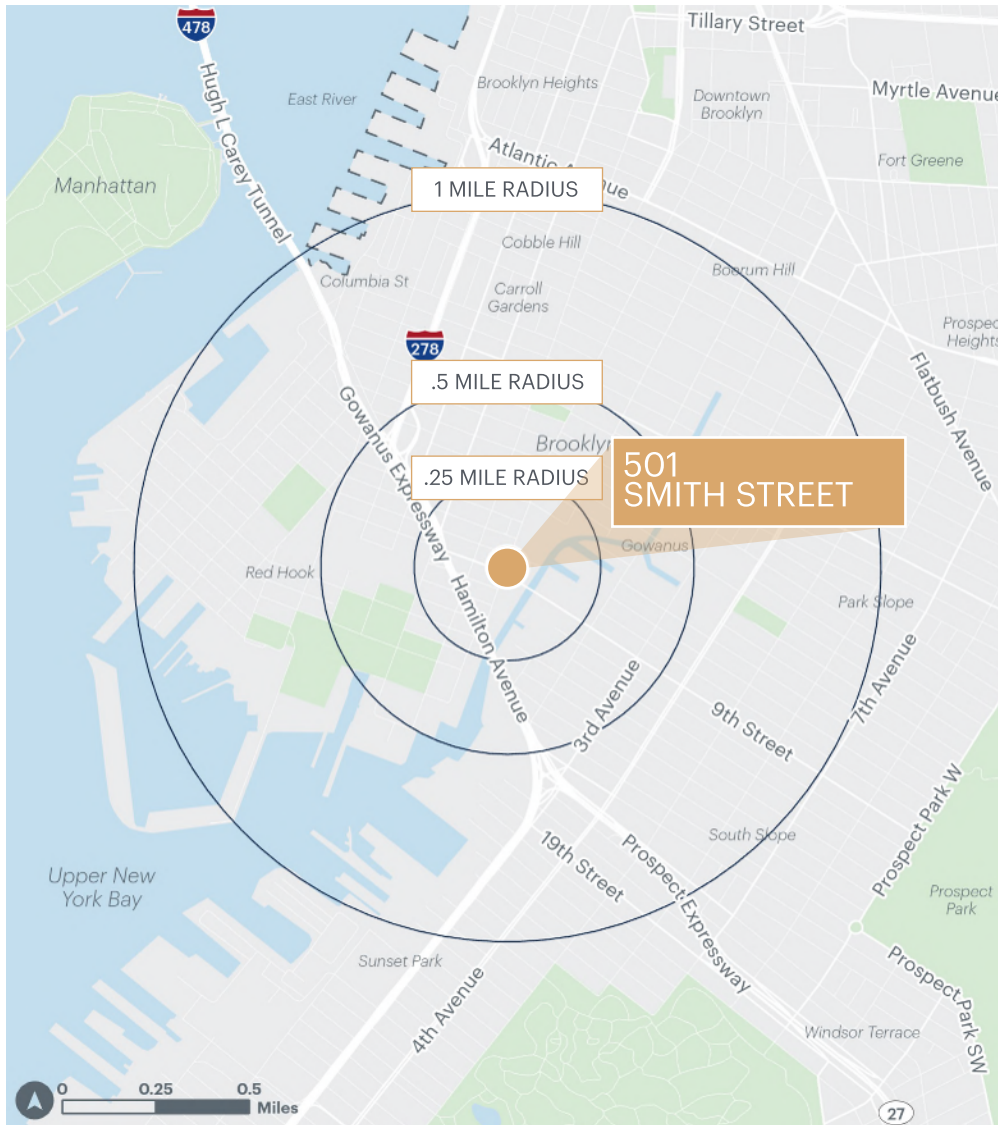 478
Tillary Street
Hugh L Carey Tunnel
East River
Brooklyn Heights
Downtown
Brooklyn
Myrtle Avenue
Manhattan
Atlantic Avenue
Fort Greene
1 MILE RADIUS
Cobble Hill
Columbia St
Carroll
Gardens
Boerum Hill
278
Prospec
Heights
.5 MILE RADIUS
Flatbush Avenue
Gowanus Expressway
Brooklyn
.25 MILE RADIUS
501
SMITH STREET
Gowanus
Red Hook
Hamilton Avenue
Park Slope
3rd Avenue
7th Avenue
9th Street
Prospect Park W
South Slope
19th Street
Prospect Expressway
Upper New
York Bay
Prospect
Park
Sunset Park
4th Avenue
Prospect Park SW
Windsor Terrace
0 0.25 0.5
Miles
27